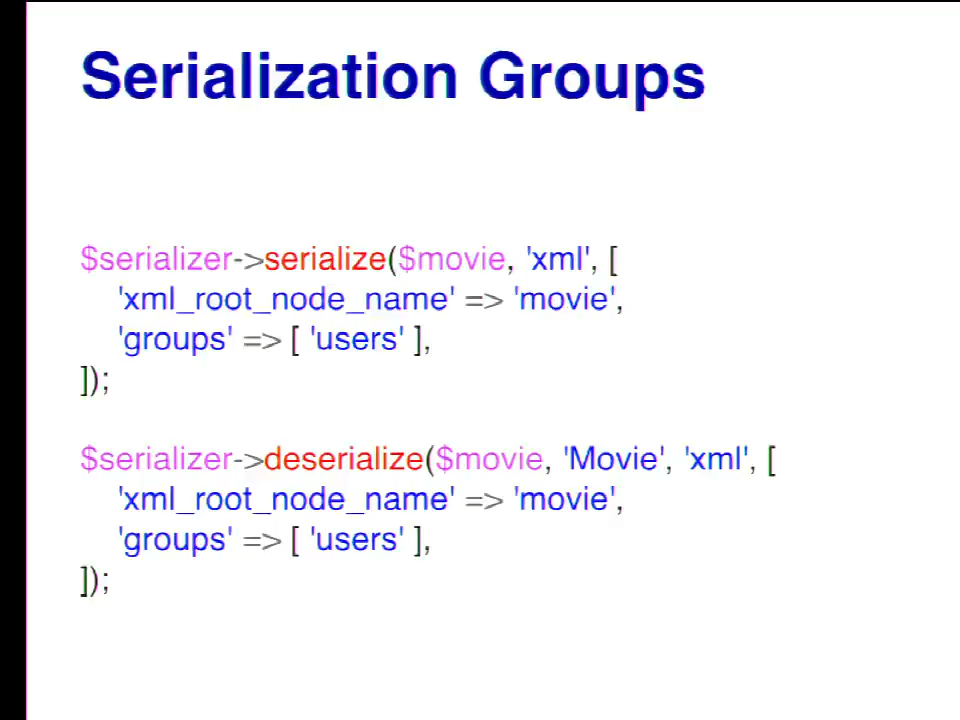 Serialization Groups
$serializer->serialize($movie, 'xml', [
'xml_root_node_name' => 'movie',
'groups' => [ 'users' ],
]);
$serializer->deserialize($movie, 'Movie', 'xml', [
'xml_root_node_name' => 'movie',
'groups' => [ 'users' ],
]);